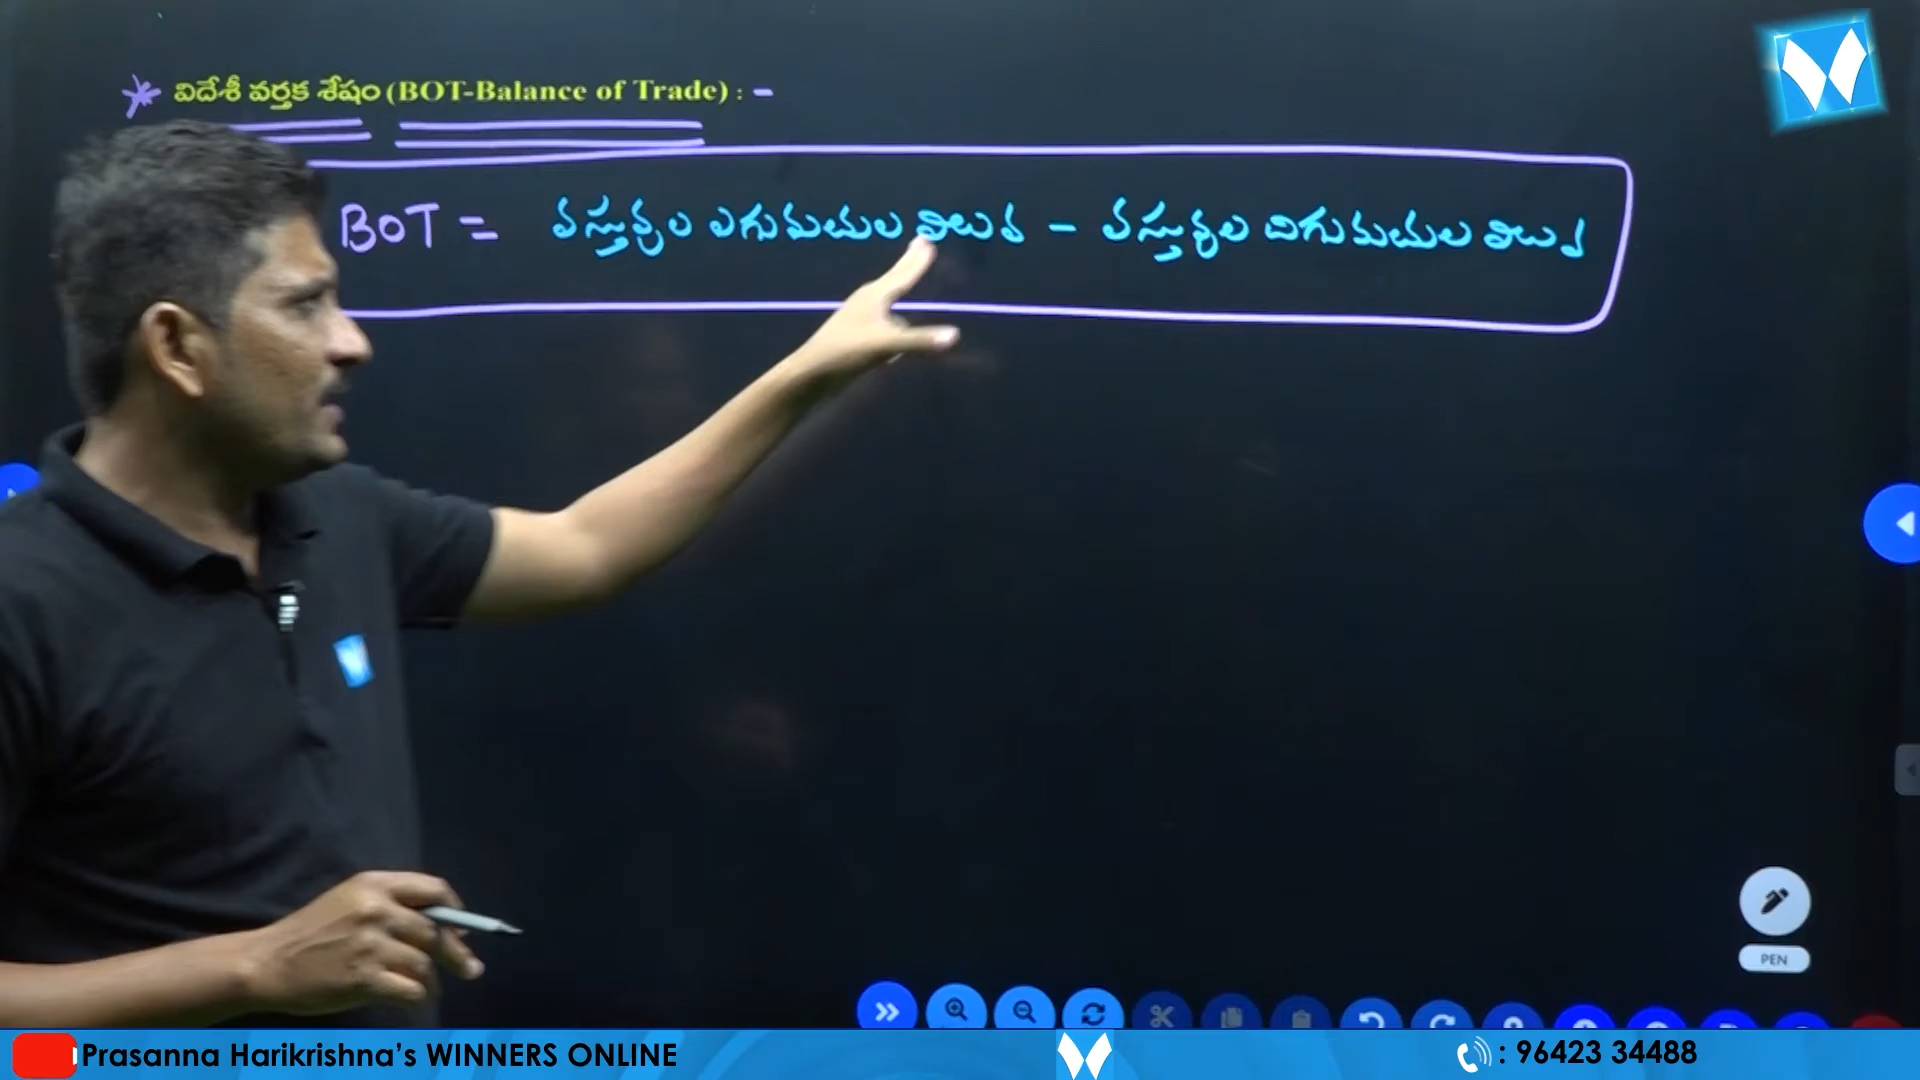 విదేశీ వర్తక శేషం (BOT-Balance of Trade) : -
BOT = వస్తువుల ఎగుమతుల విలువ - వస్తువుల దిగుమతుల విలువ
PEN
Prasanna Harikrishna's WINNERS ONLINE
: 96423 34488